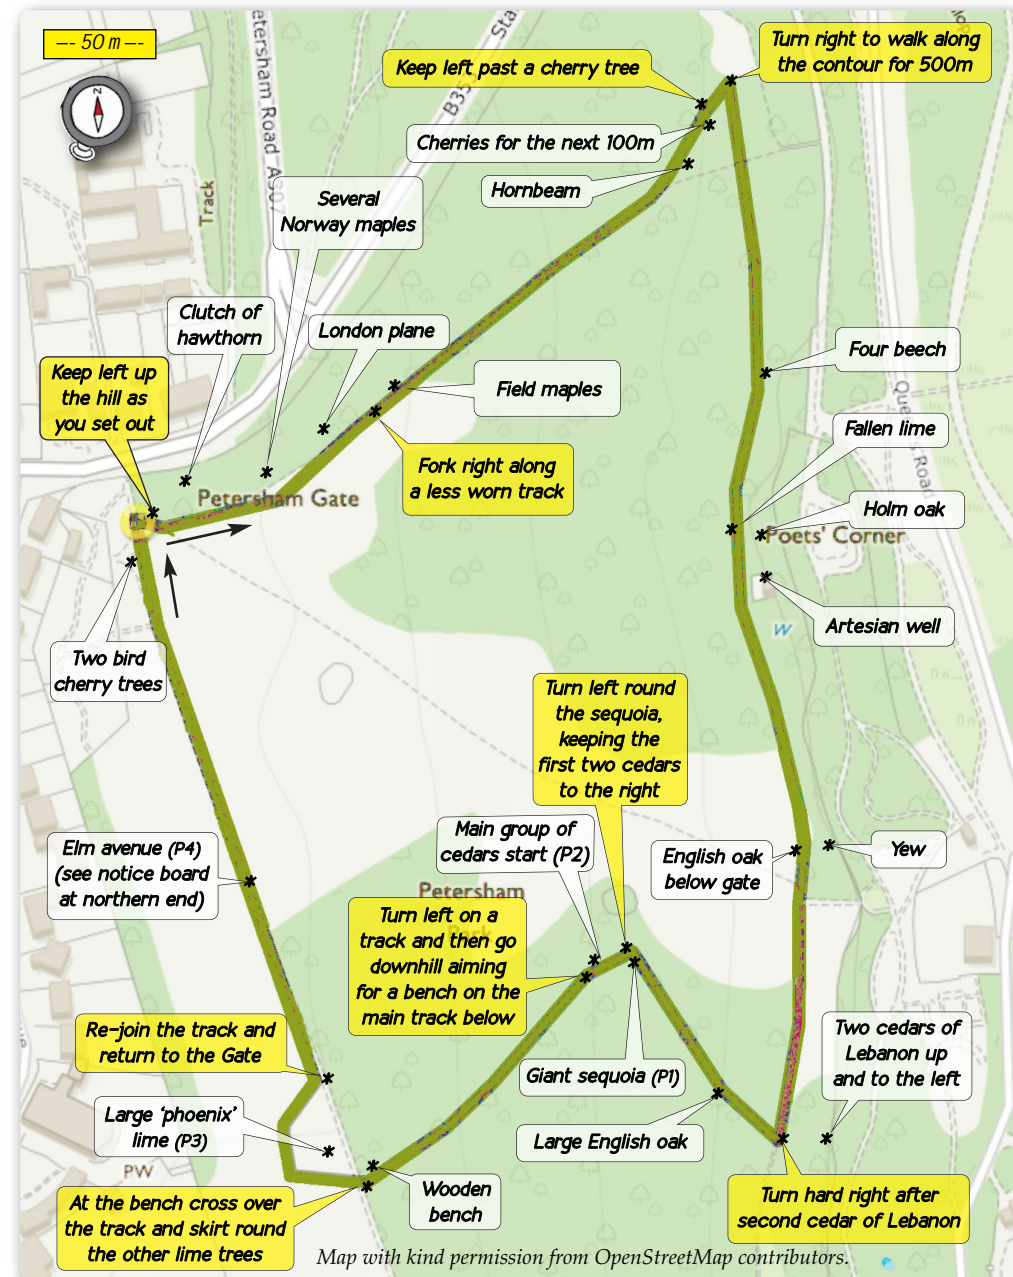 --- 50 m ---
N
Petersham Road A307
B353
Sta
Keep left past a cherry tree
Turn right to walk along
the contour for 500m
Cherries for the next 100m
Hornbeam
Track
Several
Norway maples
Clutch of
hawthorn
London plane
Keep left up
the hill as
you set out
Field maples
Four beech
Queen's Road
Fallen lime
Fork right along
a less worn track
Petersham Gate
Holm oak
Poets' Corner
Artesian well
W
Two bird
cherry trees
Turn left round
the sequoia,
keeping the
first two cedars
to the right
Main group of
cedars start (P2)
English oak
below gate
Yew
Elm avenue (P4)
(see notice board
at northern end)
Petersham
Park
Turn left on a
track and then go
downhill aiming
for a bench on the
main track below
Re-join the track and
return to the Gate
Giant sequoia (P1)
Two cedars of
Lebanon up
and to the left
Large 'phoenix'
lime (P3)
Large English oak
PW
At the bench cross over
the track and skirt round
the other lime trees
Wooden
bench
Turn hard right after
second cedar of Lebanon
Map with kind permission from OpenStreetMap contributors.